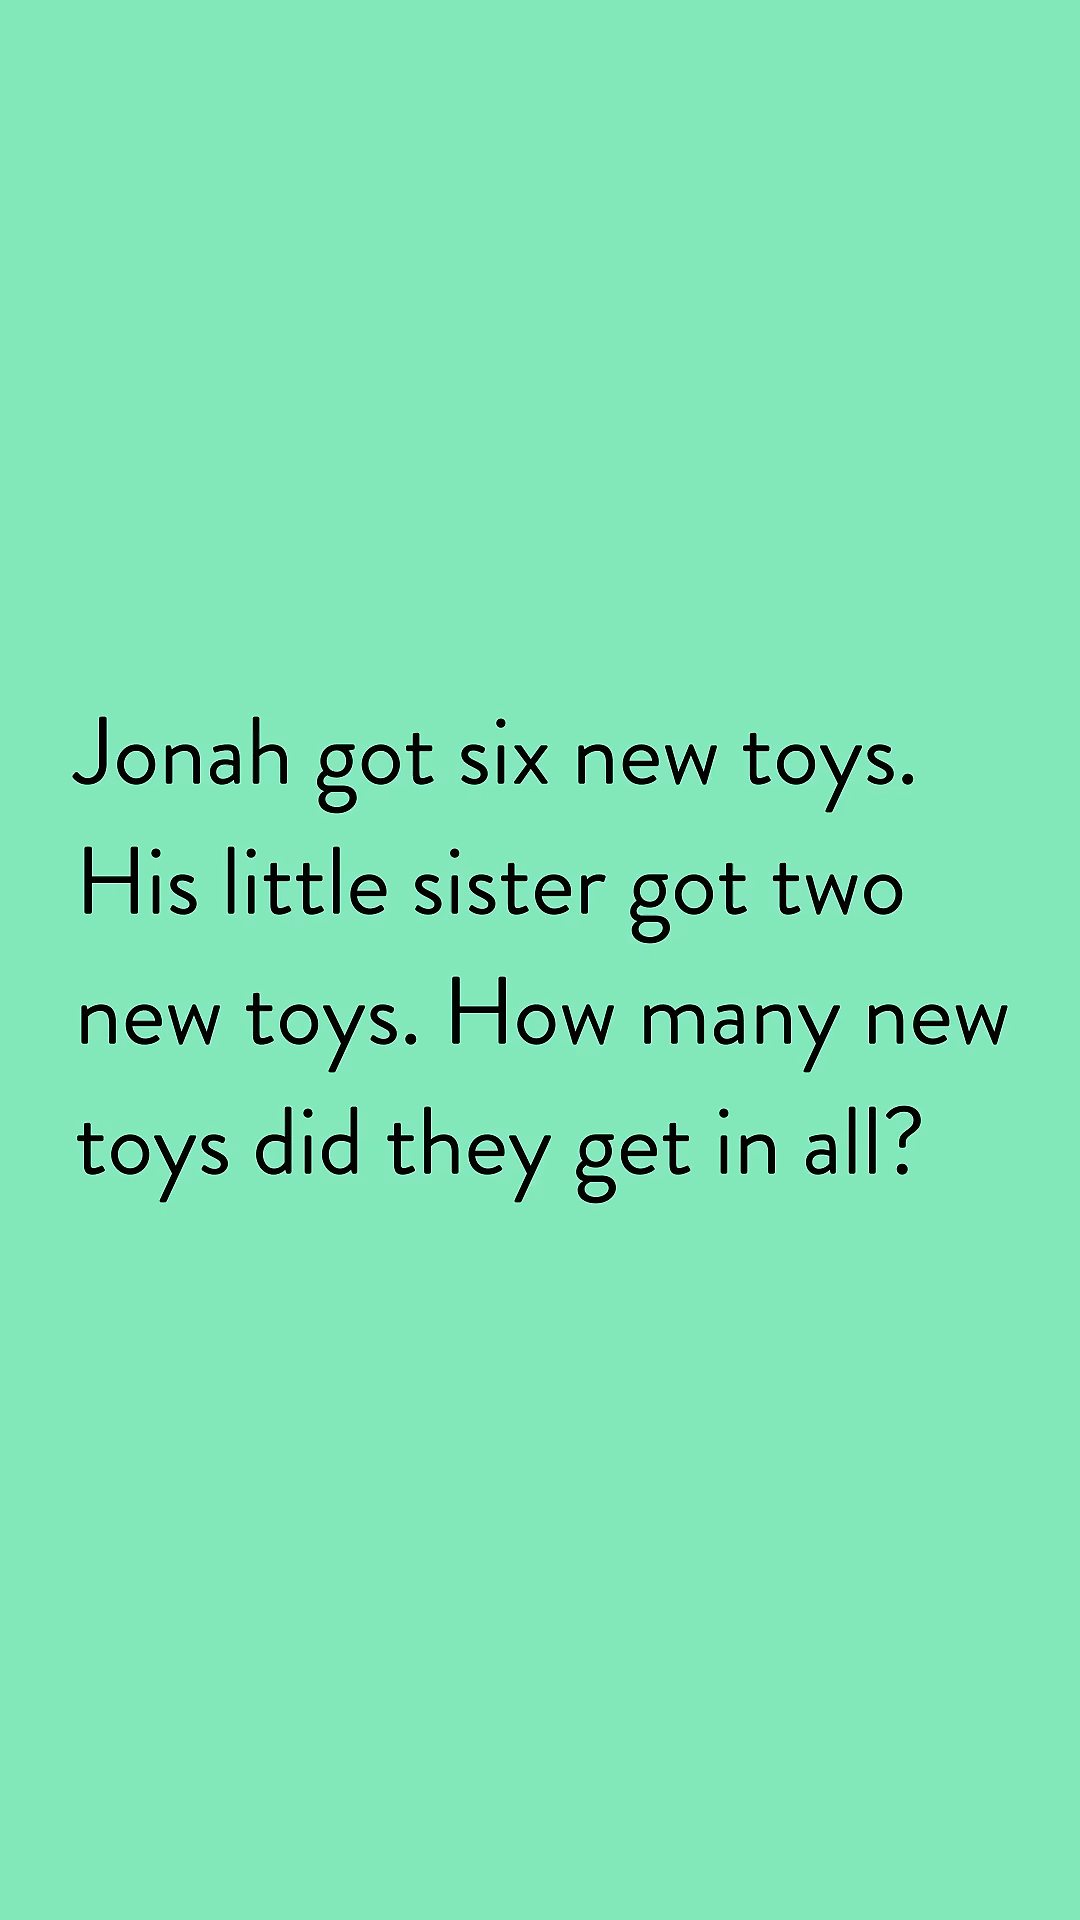 Jonah got six new toys.
His little sister got two
new toys. How many new
toys did they get in all?